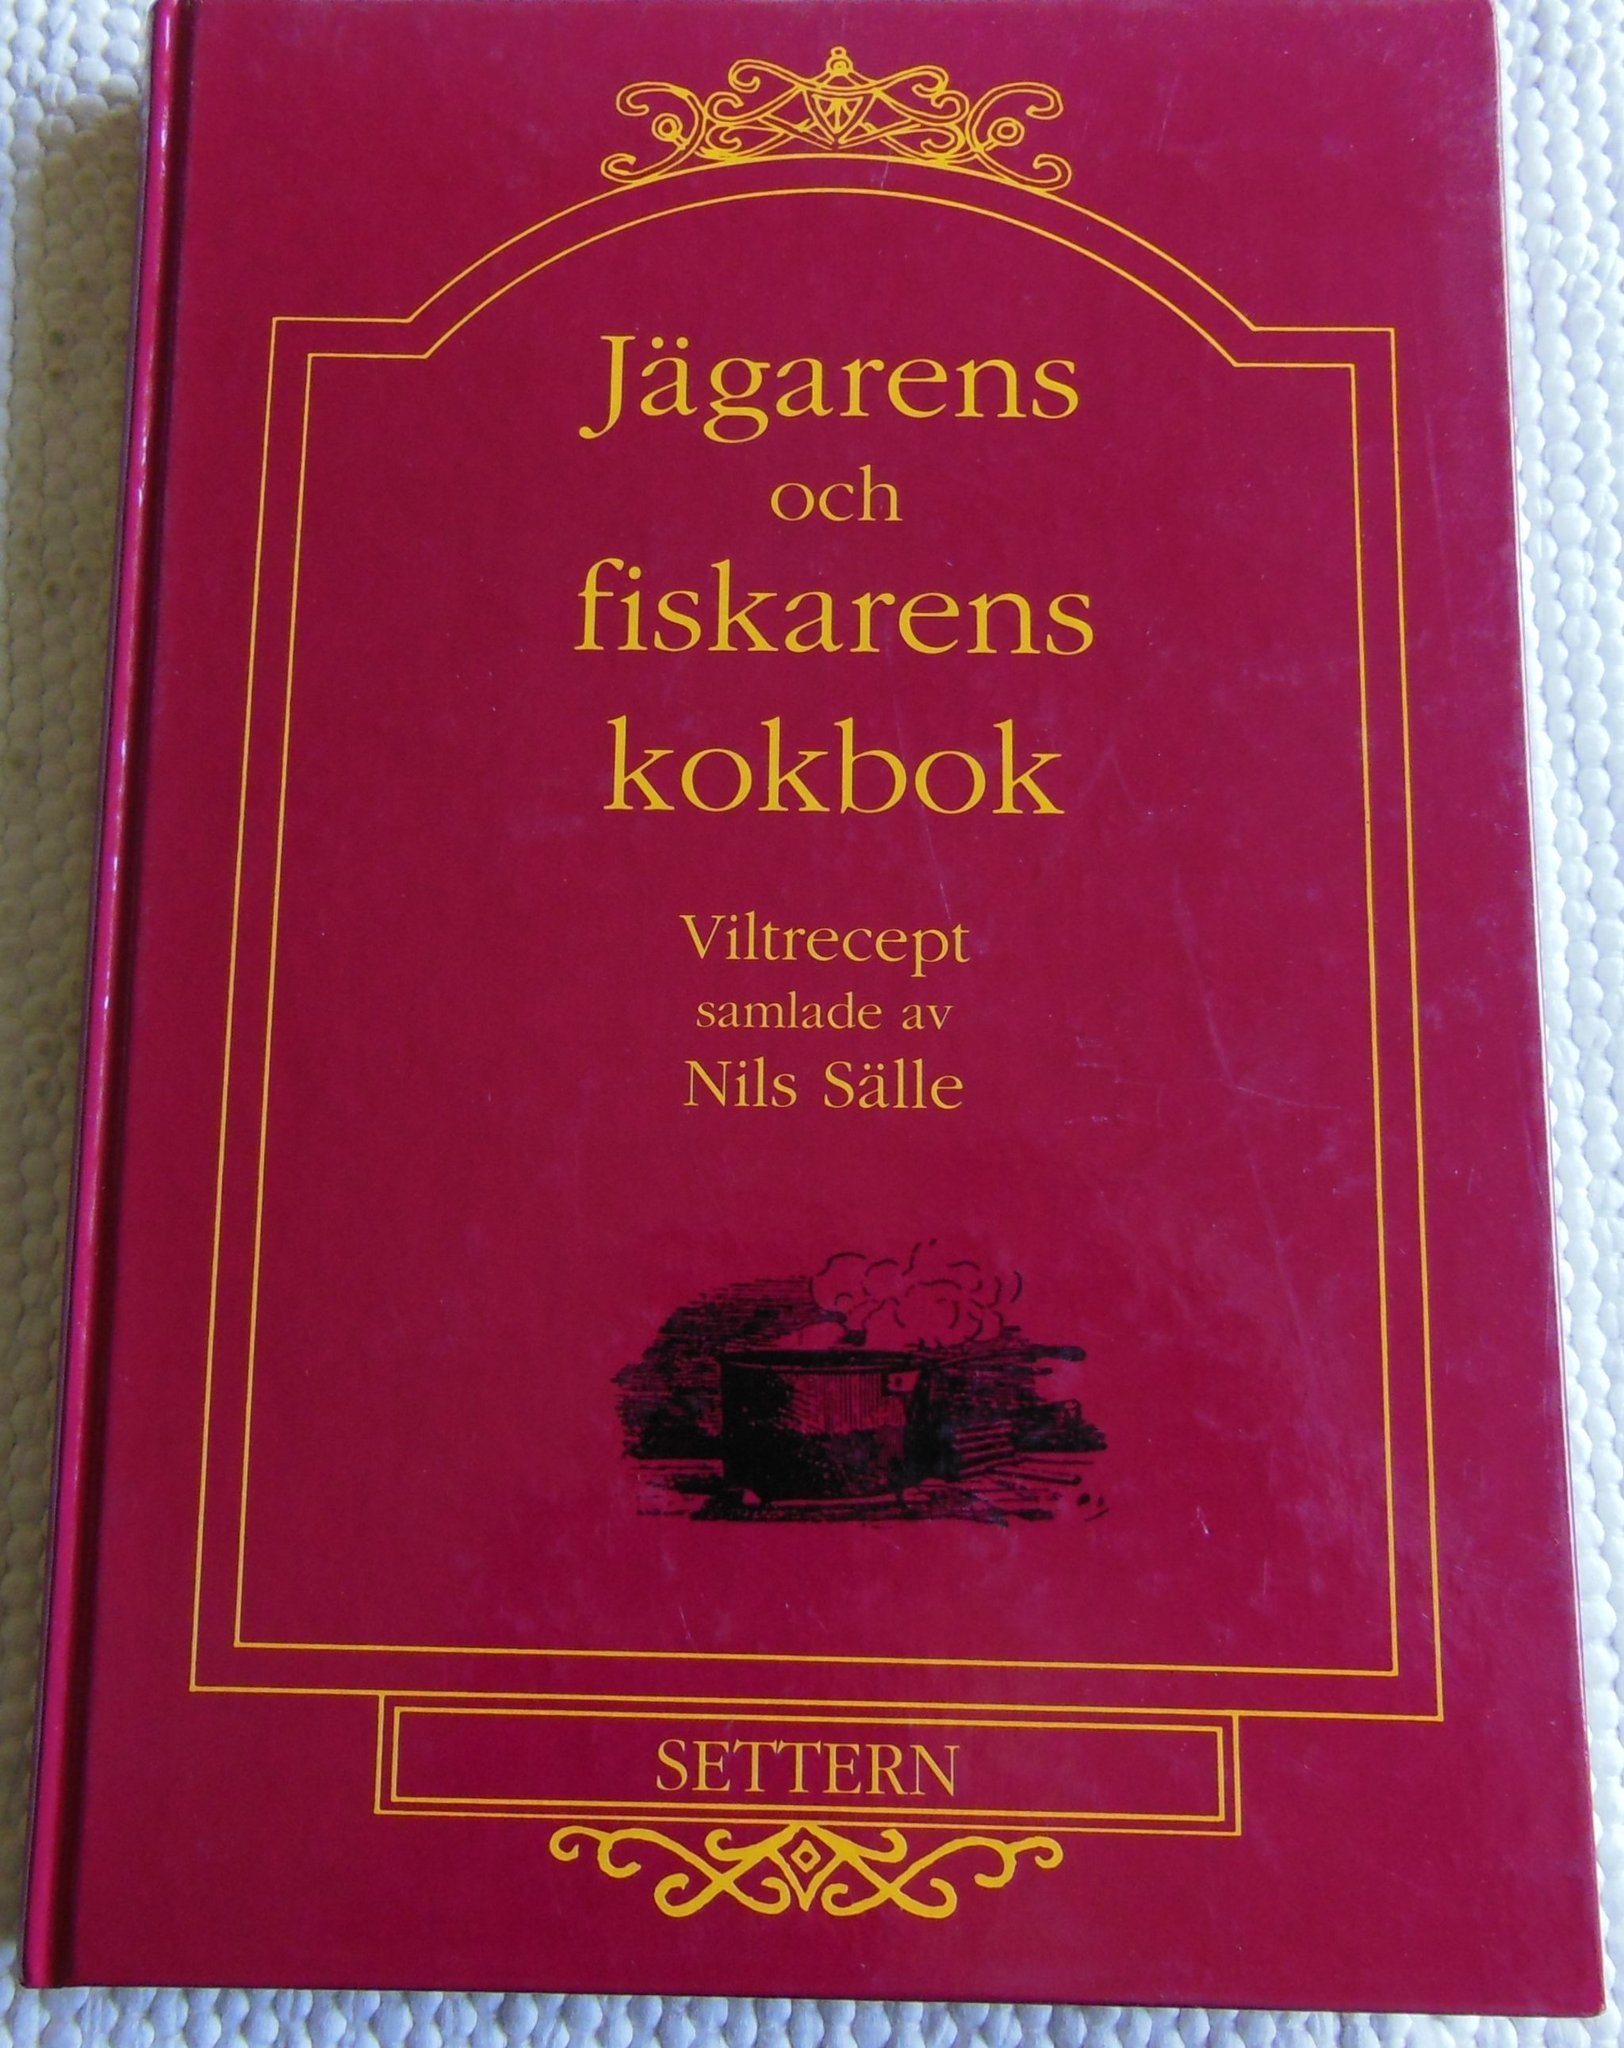 Jägarens
och
fiskarens
kokbok
Viltrecept
samlade av
Nils Sälle
SETTERN